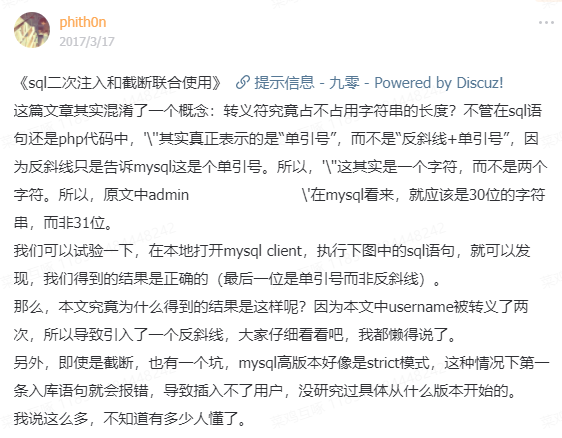 phith0n
2017/3/17
《sql二次注入和截断联合使用》 提示信息 - 九零 - Powered by Discuz!
这篇文章其实混淆了一个概念：转义符究竟占不占用字符串的长度？不管在sql语
句还是php代码中，'\''其实真正表示的是“单引号”，而不是“反斜线+单引号”，因
为反斜线只是告诉mysql这是个单引号。所以，'\''这其实是一个字符，而不是两个
字符。所以，原文中admin                          \'在mysql看来，就应该是30位的字符
串，而非31位。
我们可以试验一下，在本地打开mysql client，执行下图中的sql语句，就可以发
现，我们得到的结果是正确的（最后一位是单引号而非反斜线）。
那么，本文究竟为什么得到的结果是这样呢？因为本文中username被转义了两
次，所以导致引入了一个反斜线，大家仔细看看吧，我都懒得说了。
另外，即使是截断，也有一个坑，mysql高版本好像是strict模式，这种情况下第一
条入库语句就会报错，导致插入不了用户，没研究过具体从什么版本开始的。
我说这么多，不知道有多少人懂了。